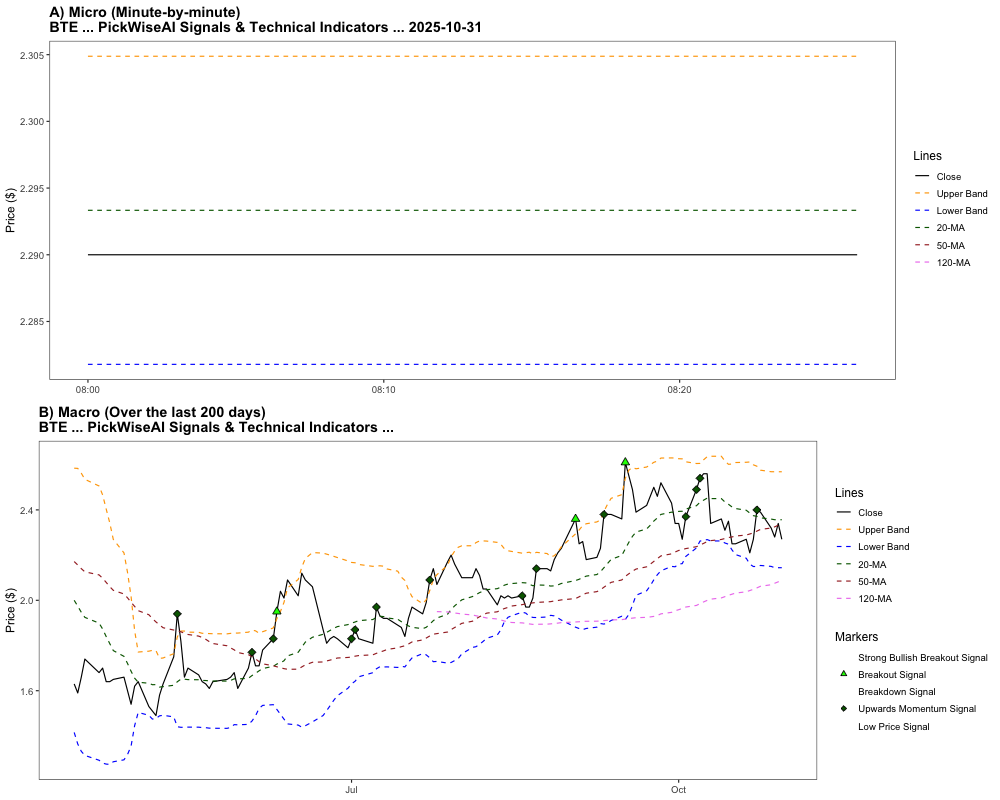 A) Micro (Minute-by-minute)
BTE ... PickWiseAI Signals & Technical Indicators ... 2025-10-31
2.305
2.300
2.295
2.290
2.285
Price ($)
08:00
08:10
08:20
Lines
Close
Upper Band
Lower Band
20-MA
50-MA
120-MA
B) Macro (Over the last 200 days)
BTE ... PickWiseAI Signals & Technical Indicators ...
2.4
2.0
1.6
Price ($)
Jul
Oct
Lines
Close
Upper Band
Lower Band
20-MA
50-MA
120-MA
Markers
Strong Bullish Breakout Signal
Breakout Signal
Breakdown Signal
Upwards Momentum Signal
Low Price Signal